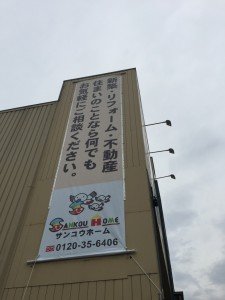 新築・リフォーム・不動産
住まいのことなら何でも
お気軽にご相談ください。
SANKOU HOME
サンコウホーム
0120-35-6406